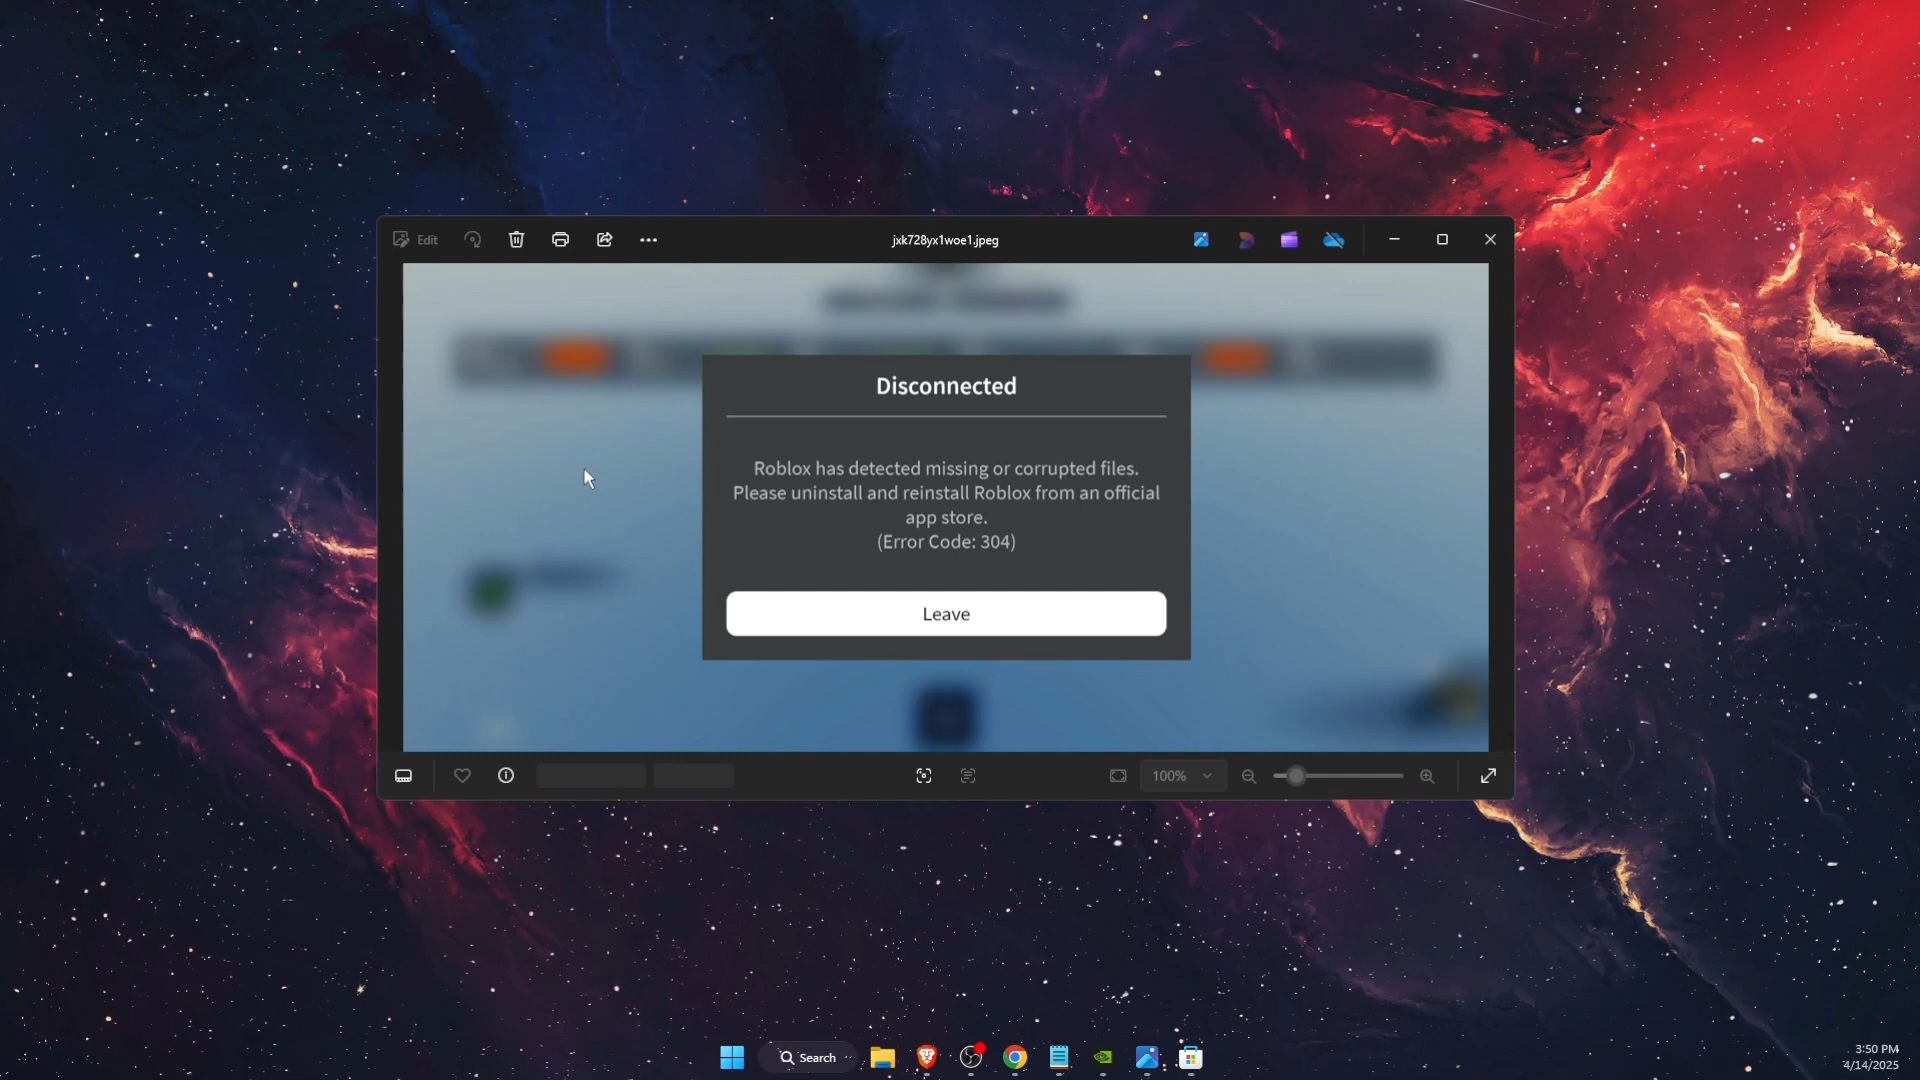 Edit
jxk728yx1woe1.jpeg
Disconnected
Roblox has detected missing or corrupted files.
Please uninstall and reinstall Roblox from an official
app store.
(Error Code: 304)
Leave
100%
Search
3:50 PM
4/14/2025